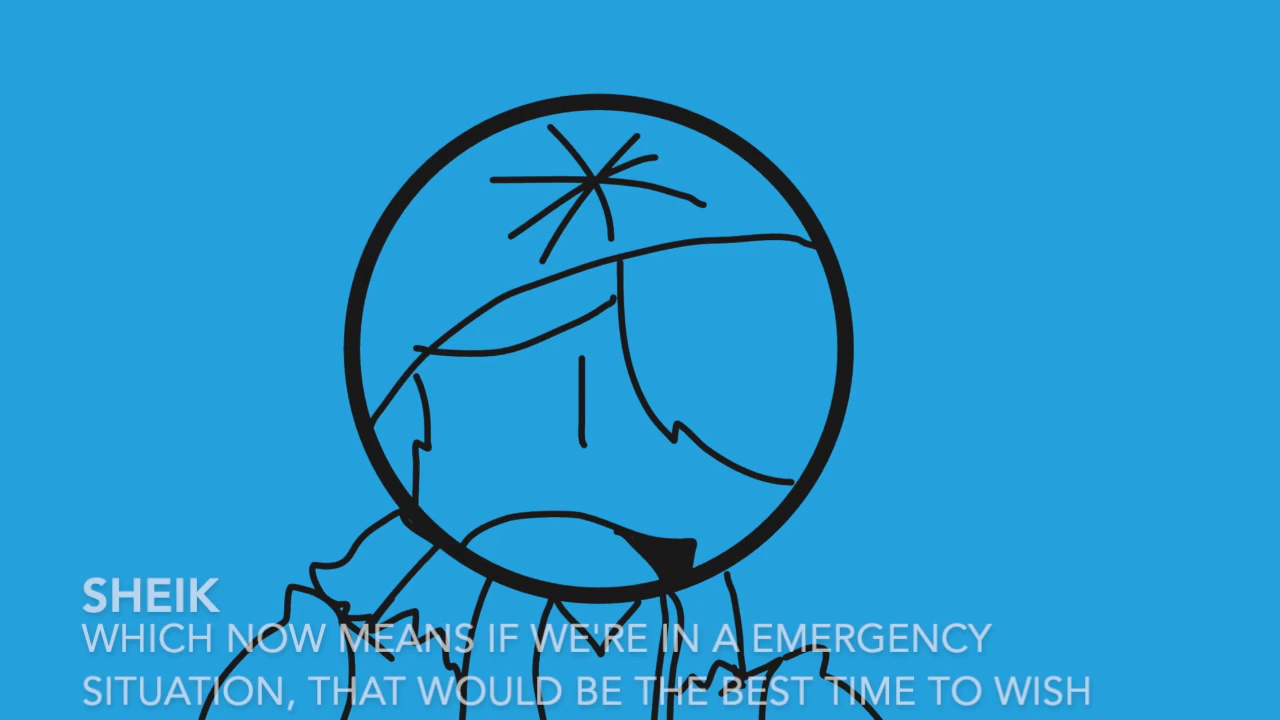 SHEIK
WHICH NOW MEANS IF WE'RE IN A EMERGENCY
SITUATION, THAT WOULD BE THE BEST TIME TO WISH